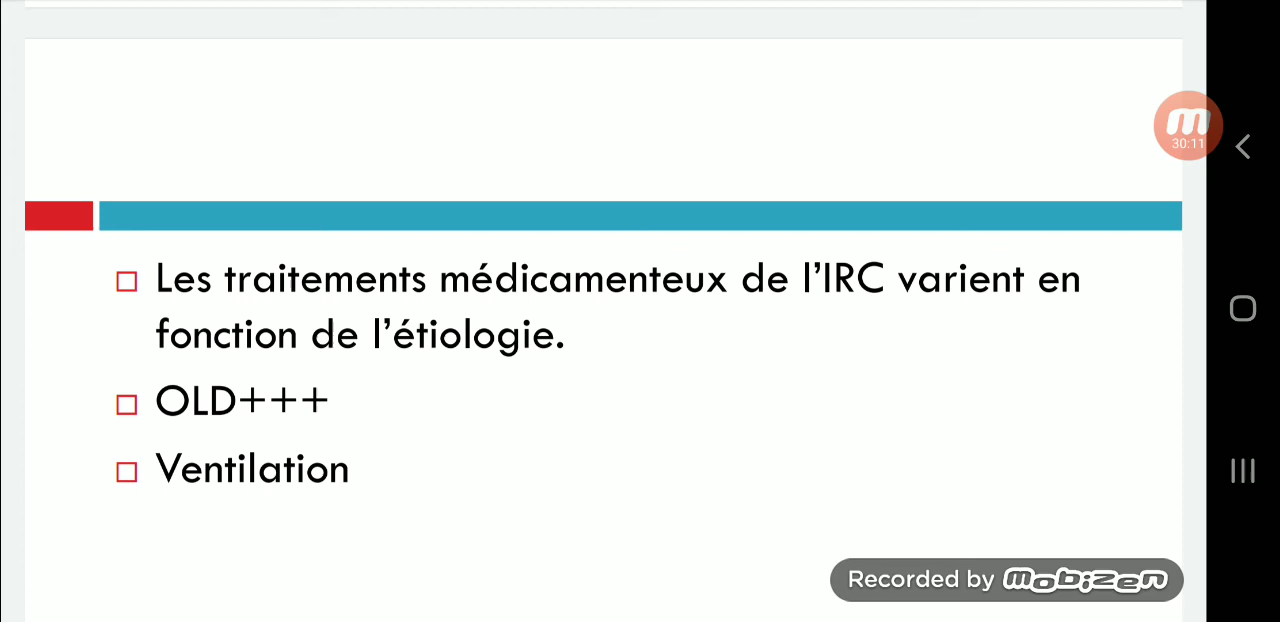 30:11
Les traitements médicamenteux de l’IRC varient en
fonction de l’étiologie.
OLD+++
Ventilation
Recorded by mobizen